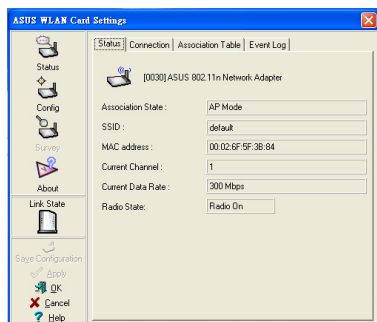 ASUS WLAN Card Settings
Status
Config
Survey
About
Link State
Save Configuration
Apply
OK
Cancel
Help
Status Connection Association Table Event Log
[0030] ASUS 802.11n Network Adapter
Association State : AP Mode
SSID : default
MAC address : 00:02:6F:5F:3B:84
Current Channel : 1
Current Data Rate : 300 Mbps
Radio State: Radio On